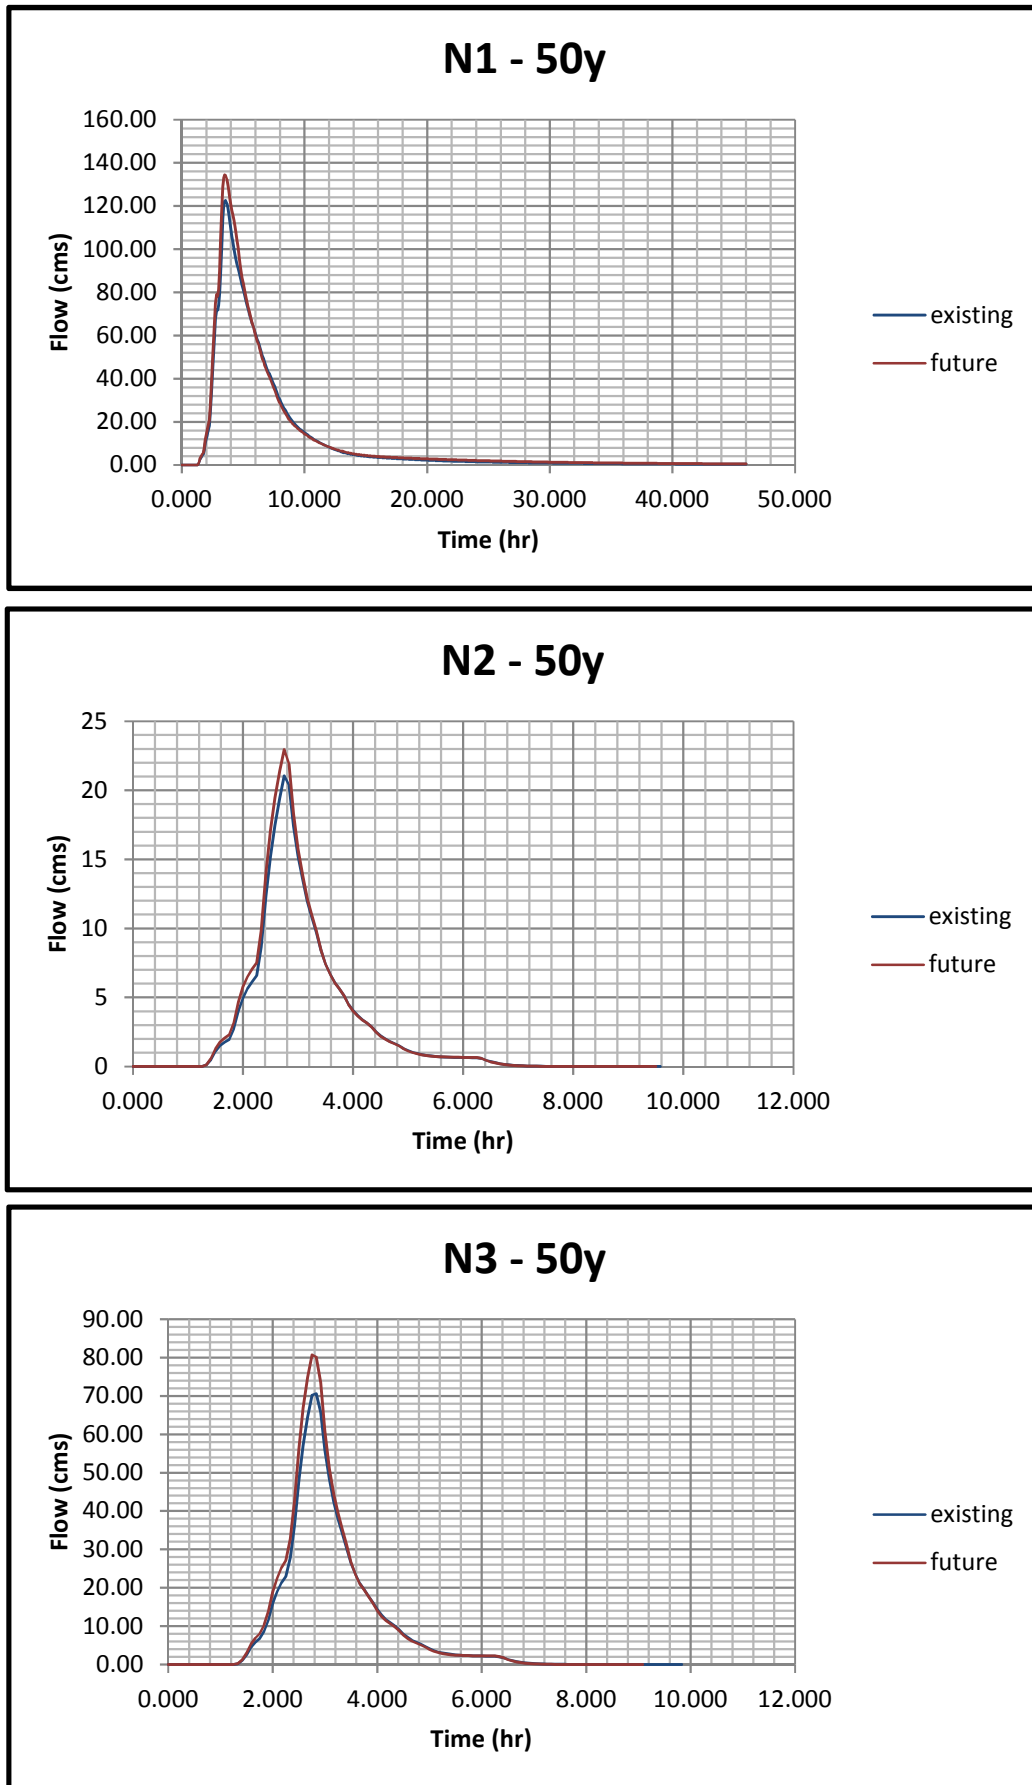 N1 - 50y
160.00
140.00
120.00
100.00
80.00
60.00
40.00
20.00
0.00
Flow (cms)
0.000 10.000 20.000 30.000 40.000 50.000
Time (hr)
existing
future
N2 - 50y
25
20
15
10
5
0
Flow (cms)
0.000 2.000 4.000 6.000 8.000 10.000 12.000
Time (hr)
existing
future
N3 - 50y
90.00
80.00
70.00
60.00
50.00
40.00
30.00
20.00
10.00
0.00
Flow (cms)
0.000 2.000 4.000 6.000 8.000 10.000 12.000
Time (hr)
existing
future